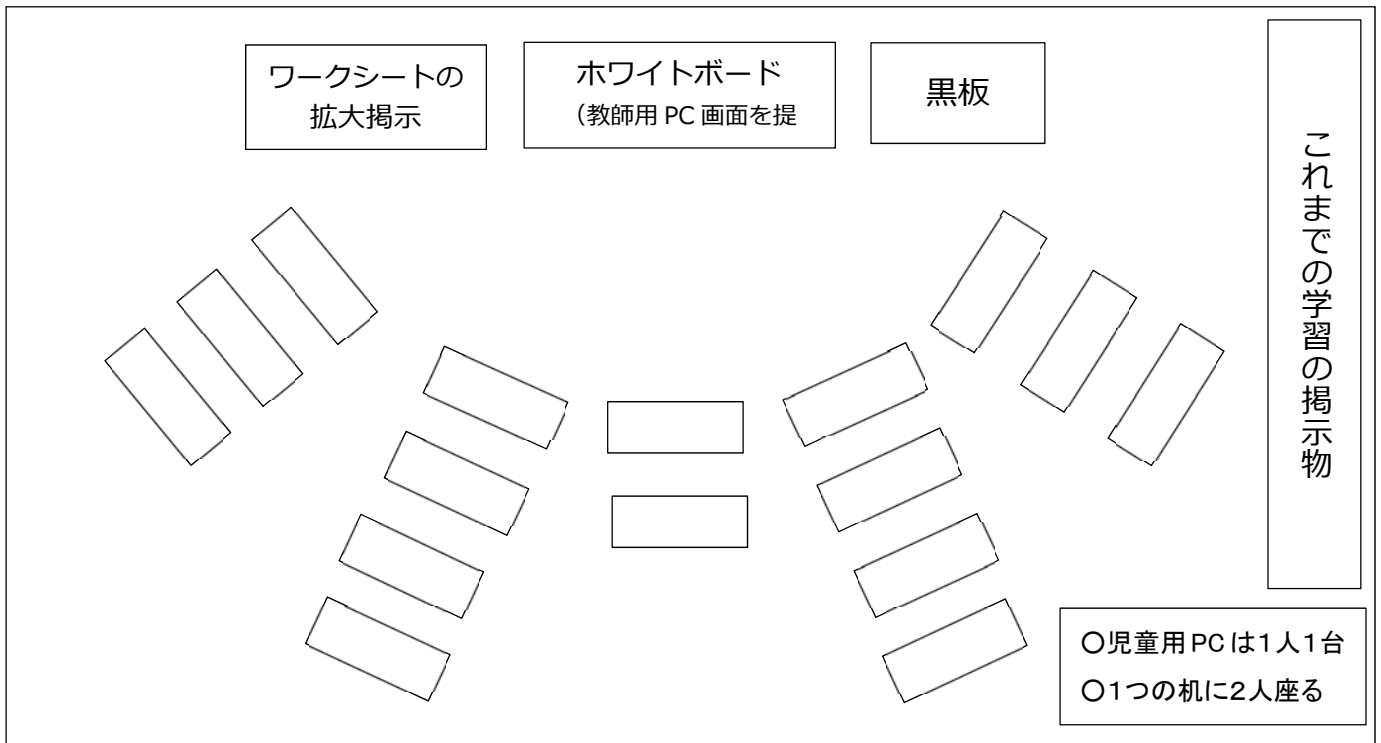 ワークシートの
拡大掲示
ホワイトボード
（教師用 PC 画面を提
黒板
これまでの学習の掲示物
〇児童用 PC は１人１台
〇１つの机に２人座る